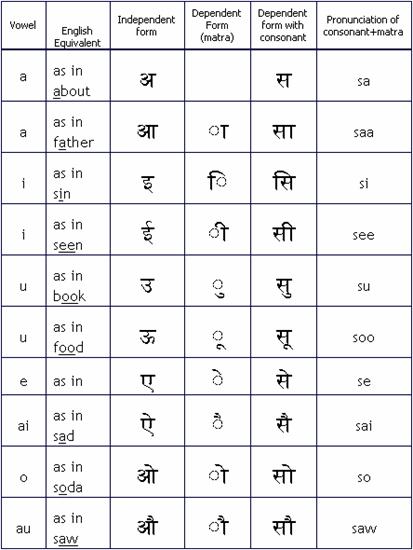 Vowel English Equivalent Independent form Dependent Form (matra) Dependent form with consonant Pronunciation of consonant+matra
a as in about अ स sa
a as in father आ ा सा saa
i as in sin इ ि सि si
i as in seen ई ी सी see
u as in book उ ु सु su
u as in food ऊ ू सू soo
e as in ए े से se
ai as in sad ऐ ै सै sai
o as in soda ओ ो सो so
au as in saw औ ौ सौ saw